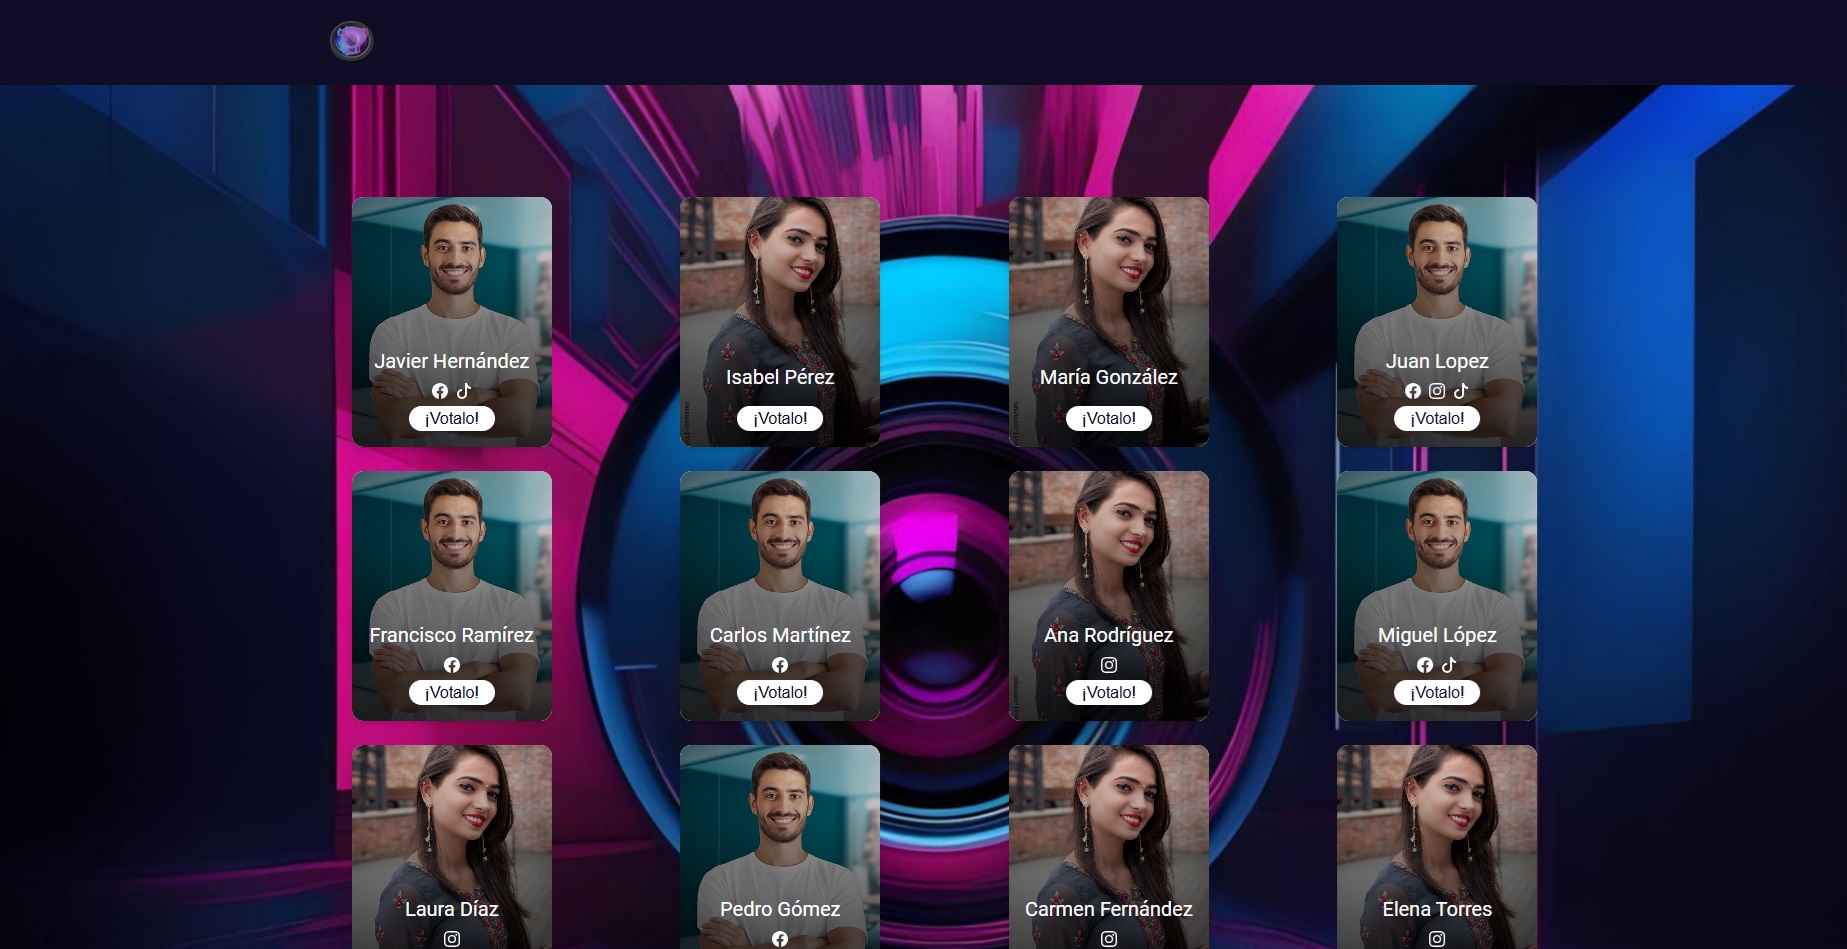 Javier Hernández
¡Votalo!
Isabel Pérez
¡Votalo!
María González
¡Votalo!
Juan Lopez
¡Votalo!
Francisco Ramírez
¡Votalo!
Carlos Martínez
¡Votalo!
Ana Rodríguez
¡Votalo!
Miguel López
¡Votalo!
Laura Díaz
Pedro Gómez
Carmen Fernández
Elena Torres